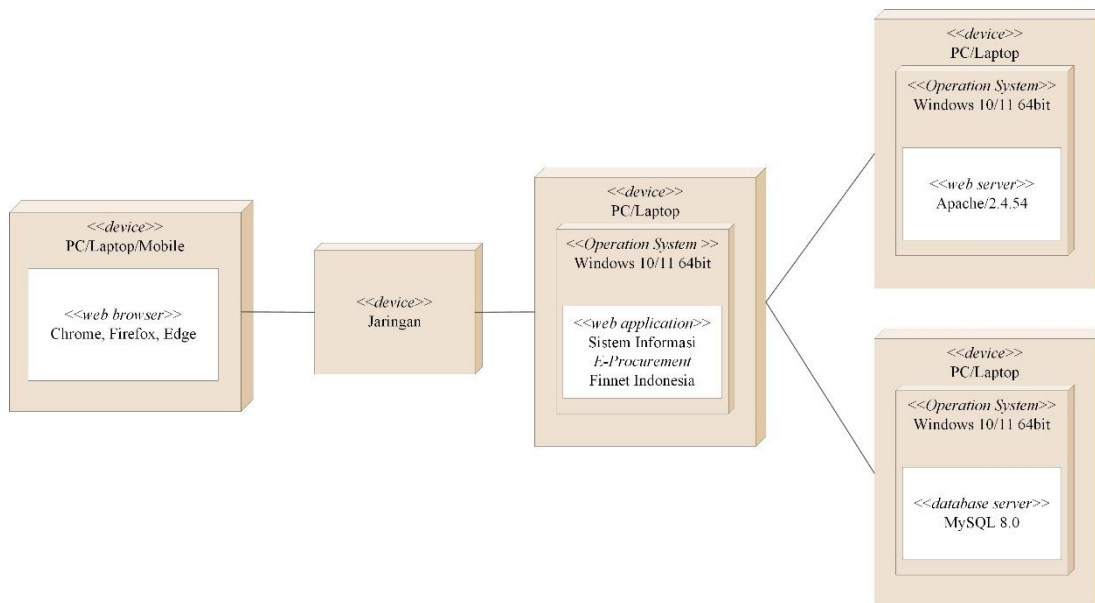 <<device>>
PC/Laptop/Mobile
<<web browser>>
Chrome, Firefox, Edge
<<device>>
Jaringan
<<device>>
PC/Laptop
<<Operation System >>
Windows 10/11 64bit
<<web application>>
Sistem Informasi
E-Procurement
Finnet Indonesia
<<device>>
PC/Laptop
<<Operation System>>
Windows 10/11 64bit
<<web server>>
Apache/2.4.54
<<device>>
PC/Laptop
<<Operation System>>
Windows 10/11 64bit
<<database server>>
MySQL 8.0